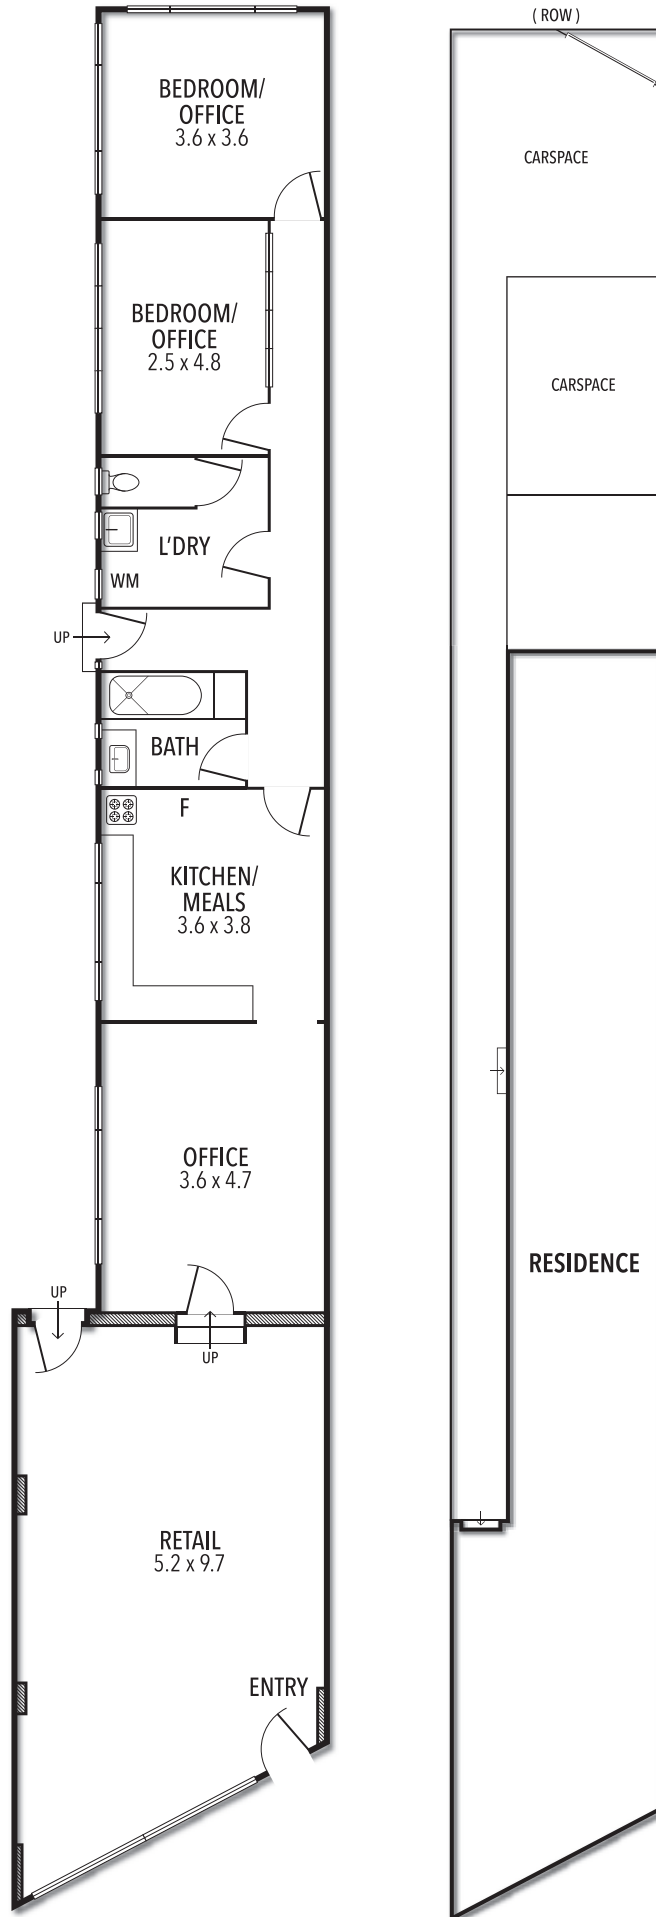 BEDROOM/
OFFICE
3.6 x 3.6
BEDROOM/
OFFICE
2.5 x 4.8
L'DRY
WM
UP
BATH
F
KITCHEN/
MEALS
3.6 x 3.8
OFFICE
3.6 x 4.7
UP
UP
RETAIL
5.2 x 9.7
ENTRY
( ROW )
CARSPACE
CARSPACE
RESIDENCE